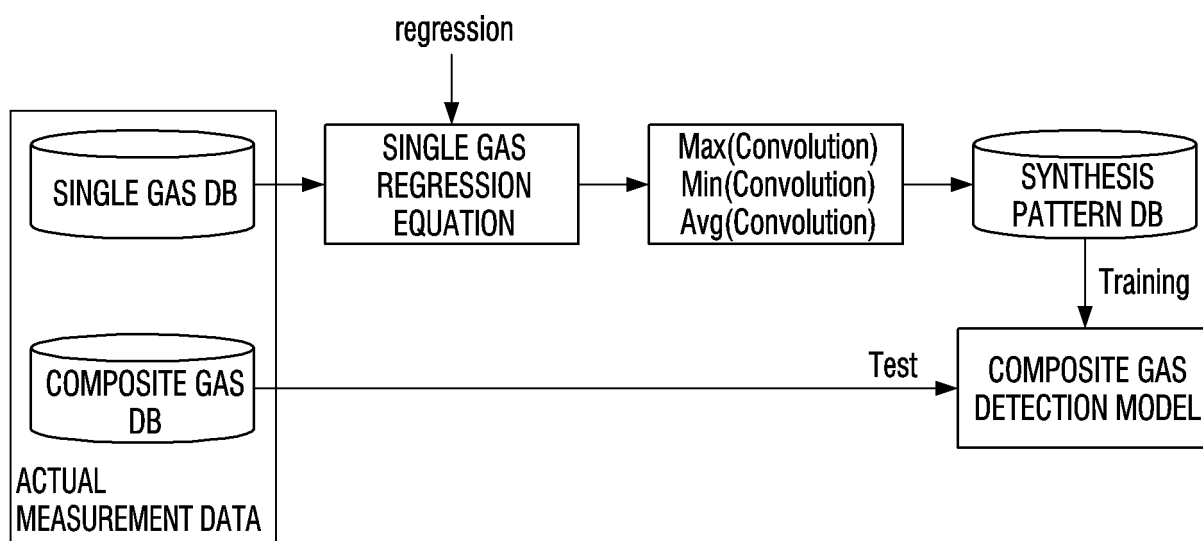 regression
SINGLE GAS DB
SINGLE GAS
REGRESSION
EQUATION
Max(Convolution)
Min(Convolution)
Avg(Convolution)
SYNTHESIS
PATTERN DB
Training
COMPOSITE GAS
DB
Test
COMPOSITE GAS
DETECTION MODEL
ACTUAL
MEASUREMENT DATA